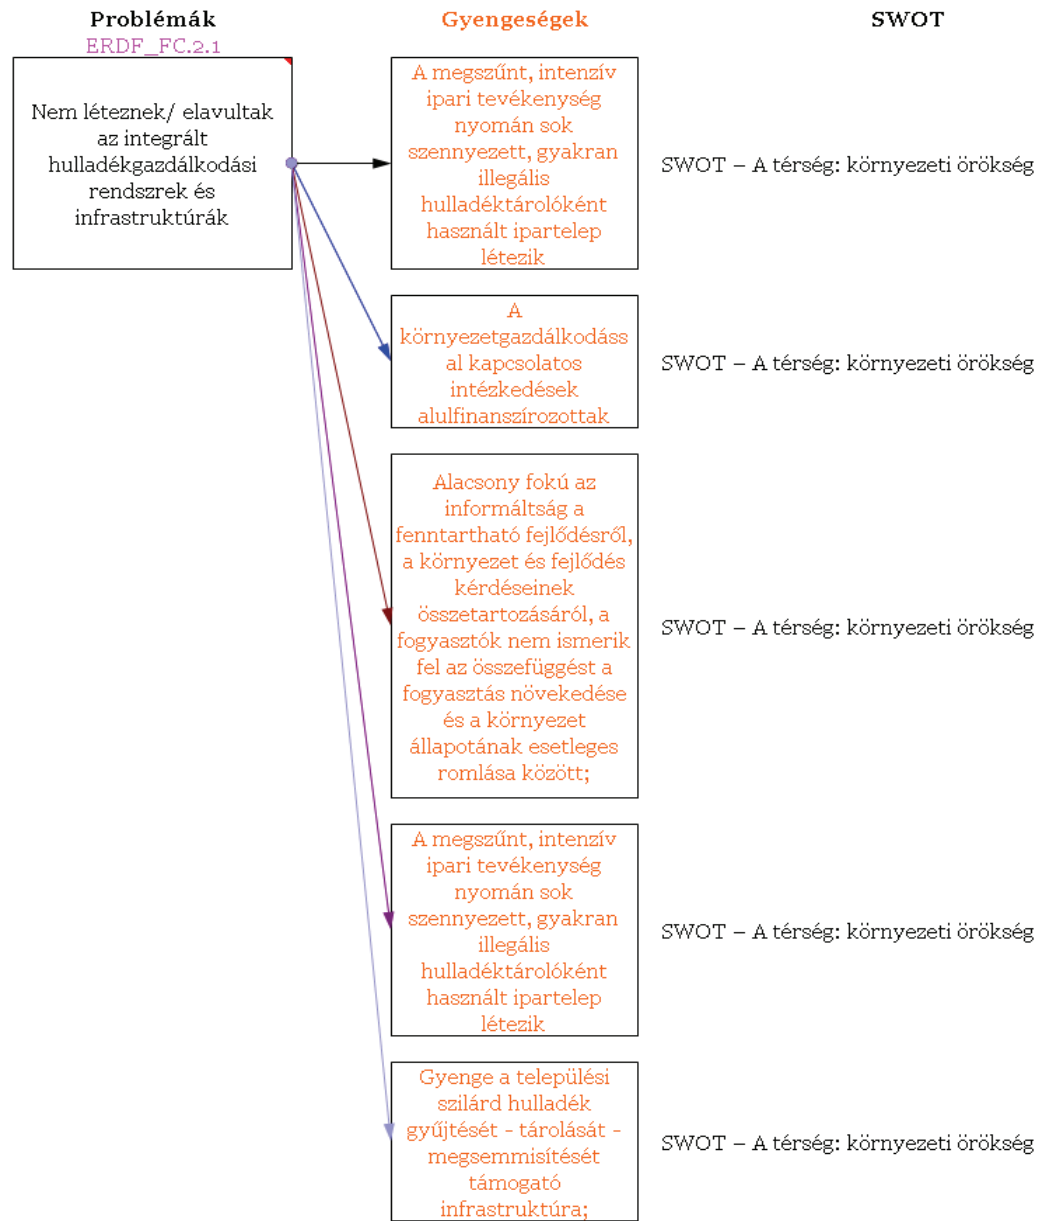 Problémák
Gyengeségek
SWOT
ERDF_FC.2.1
Nem léteznek/ elavultak
az integrált
hulladékgazdálkodási
rendszrek és
infrastruktúrák
A megszűnt, intenzív
ipari tevékenység
nyomán sok
szennyezett, gyakran
illegális
hulladéktárolóként
használt ipartelep
létezik
SWOT – A térség: környezeti örökség
A
környezetgazdálkodáss
al kapcsolatos
intézkedések
alulfinanszírozottak
SWOT – A térség: környezeti örökség
Alacsony fokú az
informáltság a
fenntartható fejlődésről,
a környezet és fejlődés
kérdéseinek
összetartozásáról, a
fogyasztók nem ismerik
fel az összefüggést a
fogyasztás növekedése
és a környezet
állapotának esetleges
romlása között;
SWOT – A térség: környezeti örökség
A megszűnt, intenzív
ipari tevékenység
nyomán sok
szennyezett, gyakran
illegális
hulladéktárolóként
használt ipartelep
létezik
SWOT – A térség: környezeti örökség
Gyenge a települési
szilárd hulladék
gyűjtését - tárolását -
megsemmisítését
támogató
infrastruktúra;
SWOT – A térség: környezeti örökség